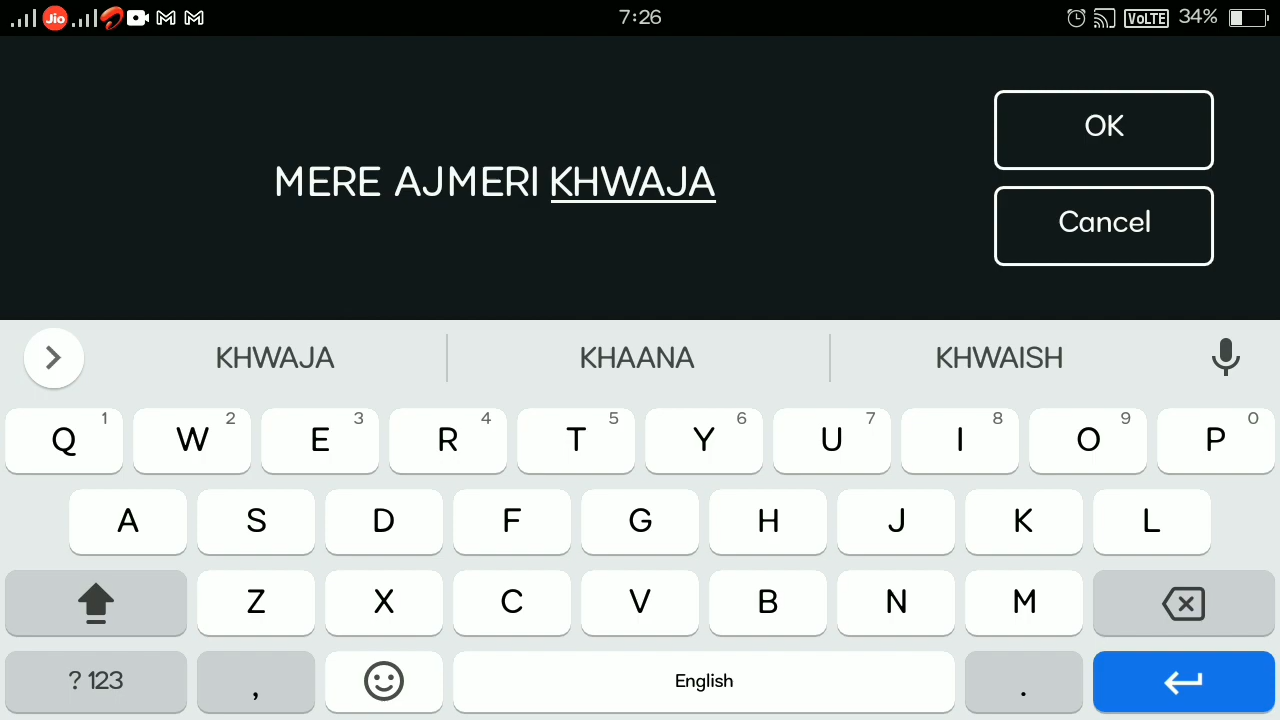 Jio 7:26 VoLTE 34%
OK
MERE AJMERI KHWAJA
Cancel
KHWAJA KHAANA KHWAISH
Q 1 W 2 E 3 R 4 T 5 Y 6 U 7 I 8 O 9 P 0
A S D F G H J K L
Z X C V B N M
?123 , English .